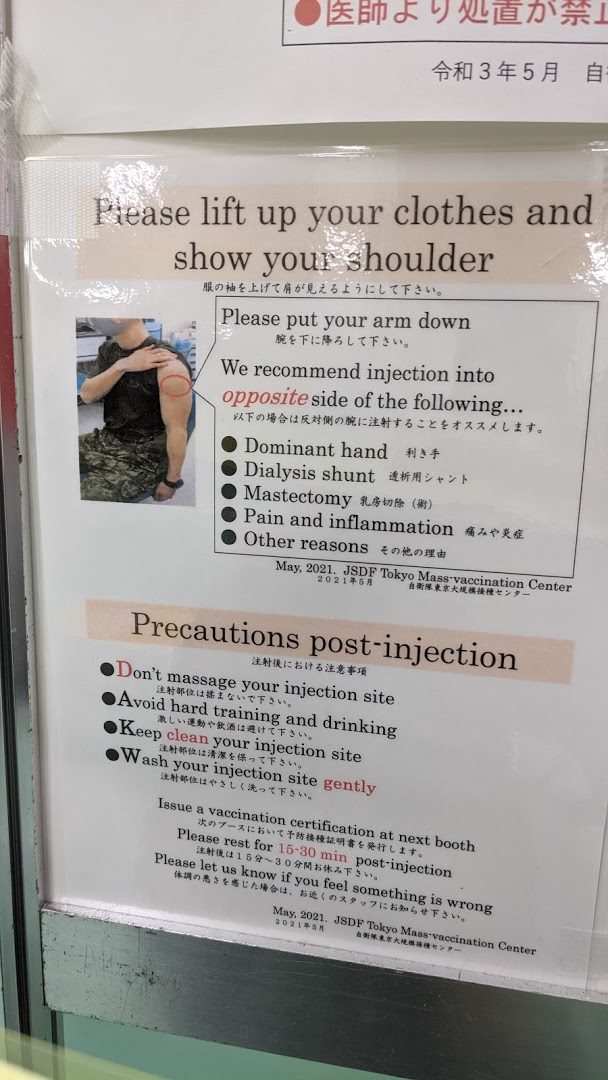 ●医師より処置が禁止
令和３年５月　自衛
Please lift up your clothes and
show your shoulder
服の袖を上げて肩が見えるようにして下さい。
Please put your arm down
腕を下に降ろして下さい。
We recommend injection into
opposite side of the following…
以下の場合は反対側の腕に注射することをオススメします。
● Dominant hand 利き手
● Dialysis shunt 透析用シャント
● Mastectomy 乳房切除（術）
● Pain and inflammation 痛みや炎症
● Other reasons その他の理由
May, 2021. JSDF Tokyo Mass-vaccination Center
２０２１年５月 自衛隊東京大規模接種センター
Precautions post-injection
注射後における注意事項
●Don't massage your injection site
注射部位は揉まないで下さい。
●Avoid hard training and drinking
激しい運動や飲酒は避けて下さい。
●Keep clean your injection site
注射部位は清潔を保って下さい。
●Wash your injection site gently
注射部位はやさしく洗って下さい。
Issue a vaccination certification at next booth
次のブースにおいて予防接種証明書を発行します。
Please rest for 15-30 min post-injection
注射後は１５分～３０分間お休み下さい。
Please let us know if you feel something is wrong
体調の悪さを感じた場合は、お近くのスタッフにお知らせ下さい。
May, 2021. JSDF Tokyo Mass-vaccination Center
２０２１年５月 自衛隊東京大規模接種センター